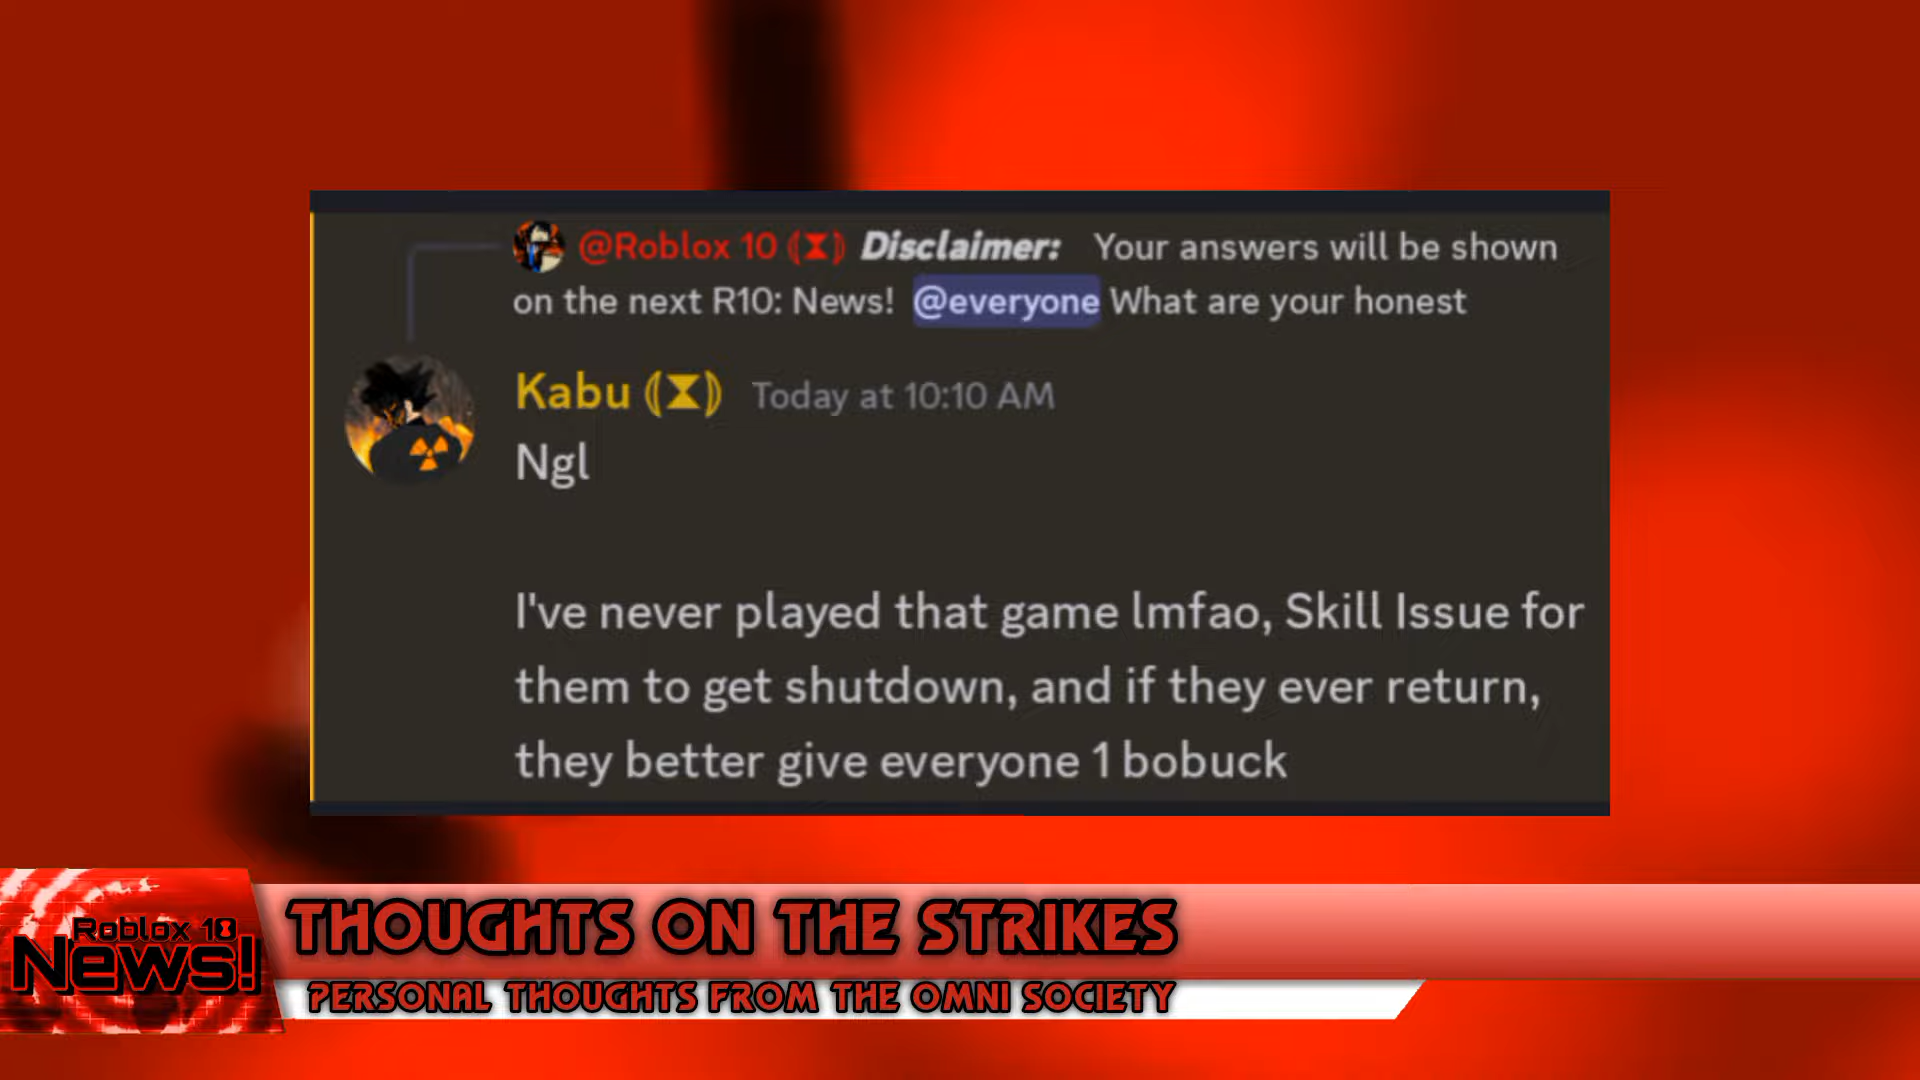 @Roblox 10 (⧗) Disclaimer: Your answers will be shown
on the next R10: News! @everyone What are your honest
Kabu (⧗) Today at 10:10 AM
Ngl
I've never played that game lmfao, Skill Issue for
them to get shutdown, and if they ever return,
they better give everyone 1 bobuck
Roblox 10
News!
THOUGHTS ON THE STRIKES
PERSONAL THOUGHTS FROM THE OMNI SOCIETY